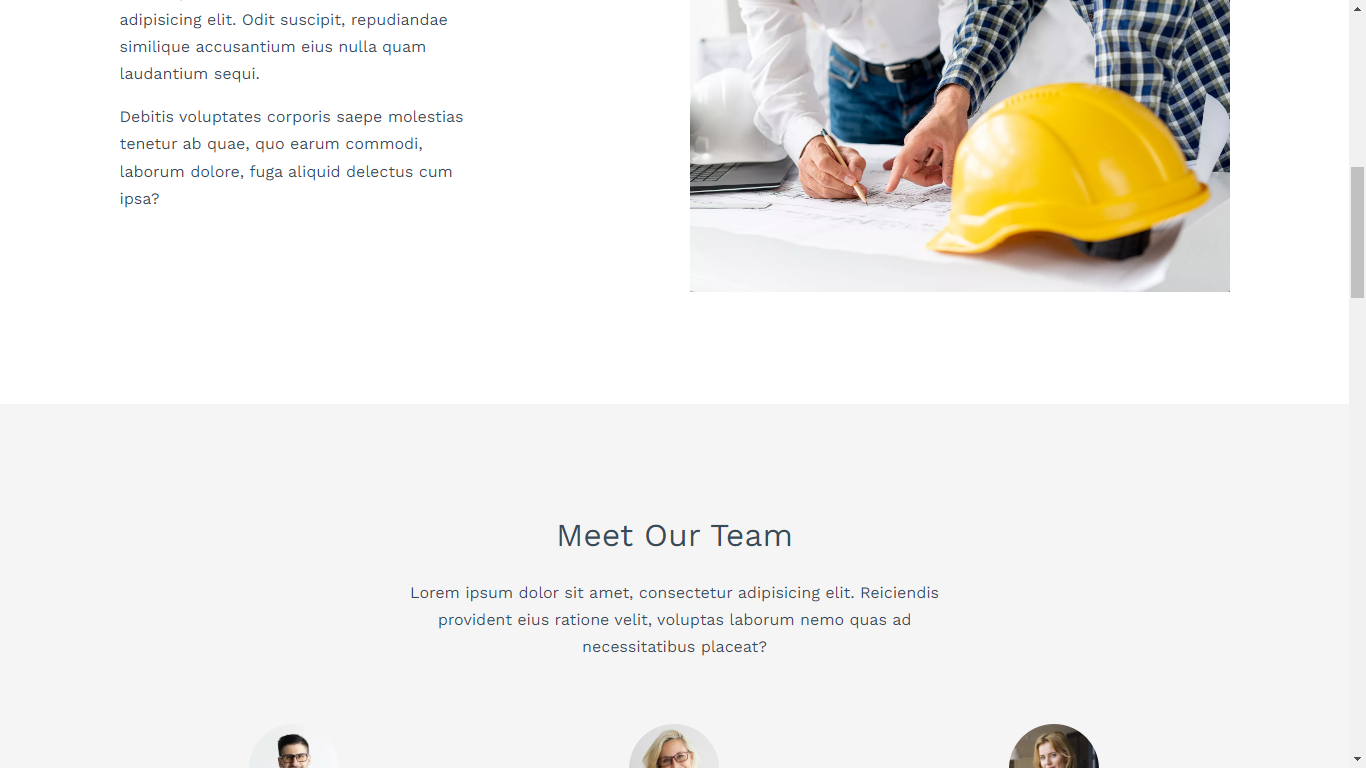 adipisicing elit. Odit suscipit, repudiandae
similique accusantium eius nulla quam
laudantium sequi.
Debitis voluptates corporis saepe molestias
tenetur ab quae, quo earum commodi,
laborum dolore, fuga aliquid delectus cum
ipsa?
Meet Our Team
Lorem ipsum dolor sit amet, consectetur adipisicing elit. Reiciendis
provident eius ratione velit, voluptas laborum nemo quas ad
necessitatibus placeat?